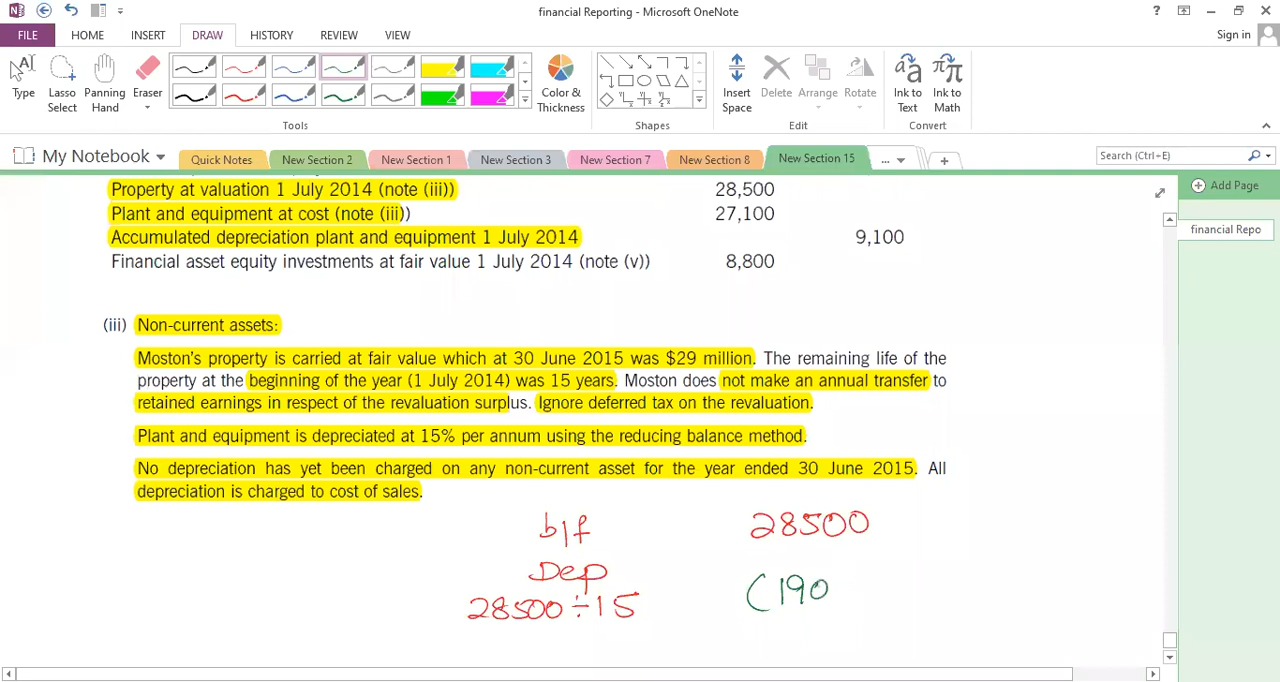 financial Reporting - Microsoft OneNote
?
Sign in
FILE HOME INSERT DRAW HISTORY REVIEW VIEW
Type Lasso Select Panning Hand Eraser Color & Thickness Insert Space Delete Arrange Rotate Ink to Text Ink to Math
Tools Shapes Edit Convert
My Notebook Quick Notes New Section 2 New Section 1 New Section 3 New Section 7 New Section 8 New Section 15 ... + Search (Ctrl+E)
Add Page
financial Repo
Property at valuation 1 July 2014 (note (iii)) 28,500
Plant and equipment at cost (note (iii)) 27,100
Accumulated depreciation plant and equipment 1 July 2014 9,100
Financial asset equity investments at fair value 1 July 2014 (note (v)) 8,800
(iii) Non-current assets:
Moston's property is carried at fair value which at 30 June 2015 was $29 million. The remaining life of the
property at the beginning of the year (1 July 2014) was 15 years. Moston does not make an annual transfer to
retained earnings in respect of the revaluation surplus. Ignore deferred tax on the revaluation.
Plant and equipment is depreciated at 15% per annum using the reducing balance method.
No depreciation has yet been charged on any non-current asset for the year ended 30 June 2015. All
depreciation is charged to cost of sales.
b/f 28500
Dep
28500 ÷ 15 (190